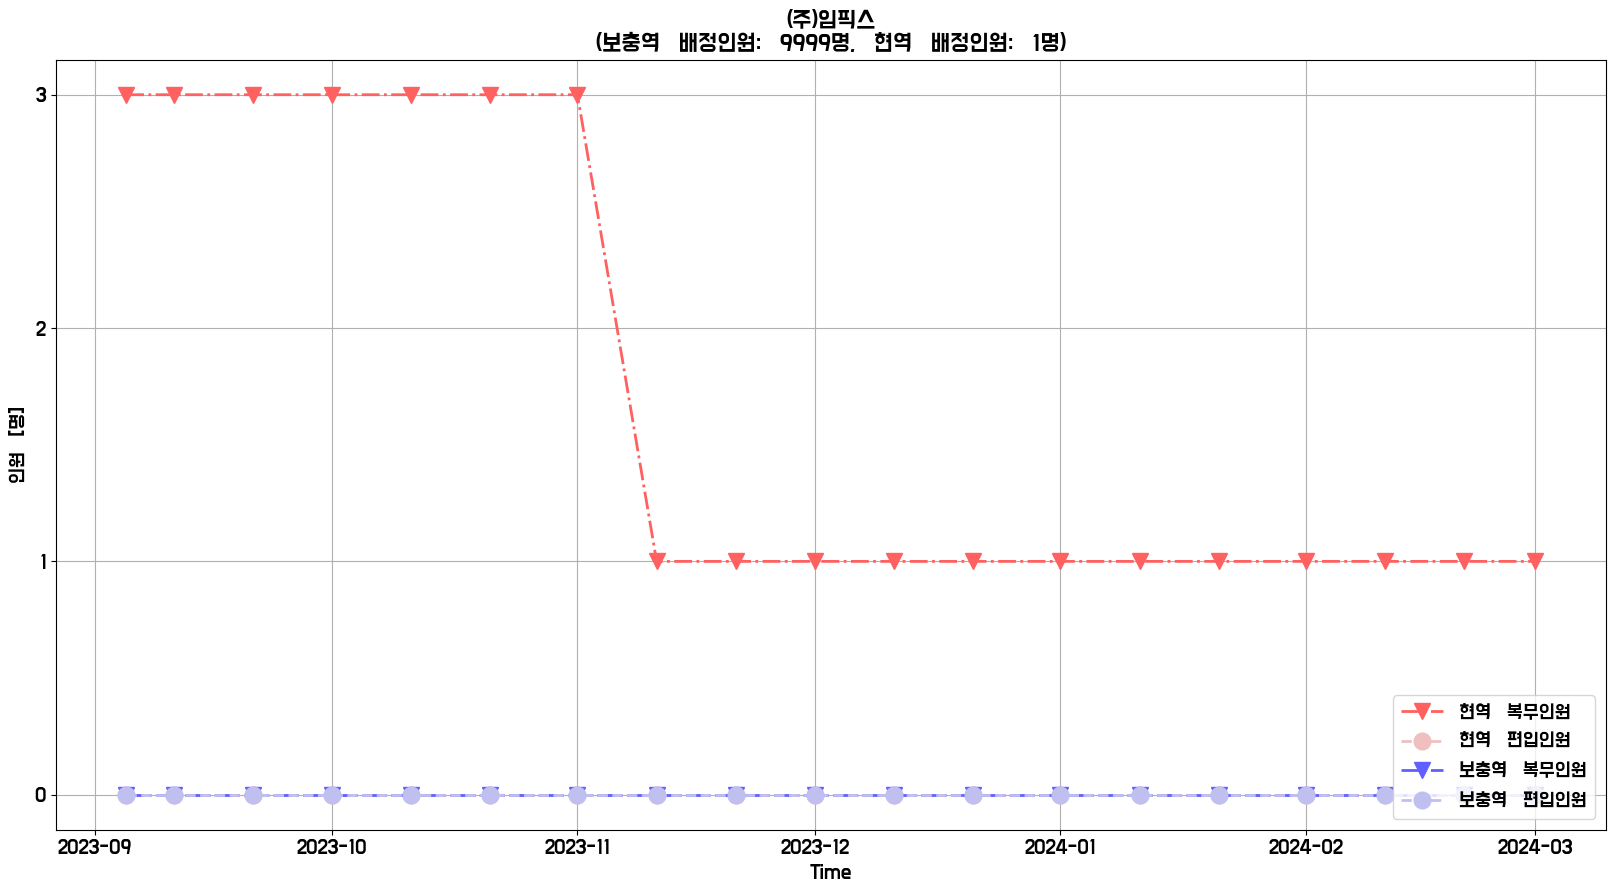 (주)임픽스
(보충역 배정인원: 9999명, 현역 배정인원: 1명)
인원 [명]
3
2
1
0
현역 복무인원
현역 편입인원
보충역 복무인원
보충역 편입인원
2023-09 2023-10 2023-11 2023-12 2024-01 2024-02 2024-03
Time